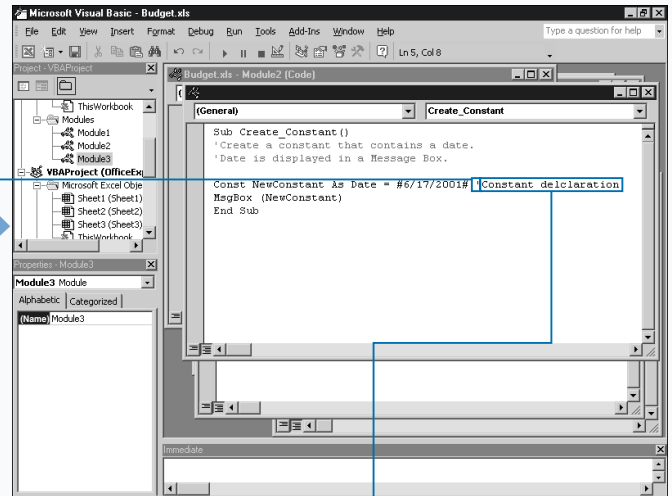 Microsoft Visual Basic - Budget.xls
File Edit View Insert Format Debug Run Tools Add-Ins Window Help
Type a question for help
Ln 5, Col 8
Project - VBAProject
ThisWorkbook
Modules
Module1
Module2
Module3
VBAProject (OfficeExp
Microsoft Excel Obje
Sheet1 (Sheet1)
Sheet2 (Sheet2)
Sheet3 (Sheet3)
ThisWorkbook
Properties - Module3
Module3 Module
Alphabetic Categorized
(Name) Module3
Budget.xls - Module2 (Code)
(General)
Create_Constant
Sub Create_Constant()
'Create a constant that contains a date.
'Date is displayed in a Message Box.
Const NewConstant As Date = #6/17/2001# 'Constant delclaration
MsgBox (NewConstant)
End Sub
Immediate